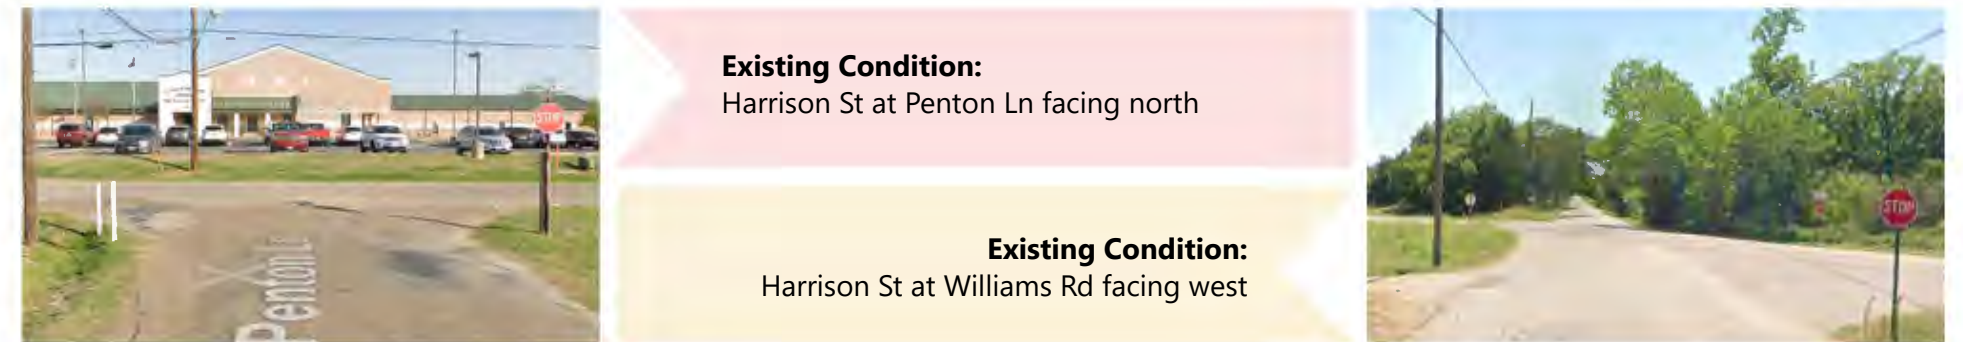 STOP
Penton L
Existing Condition:
Harrison St at Penton Ln facing north
Existing Condition:
Harrison St at Williams Rd facing west
STOP